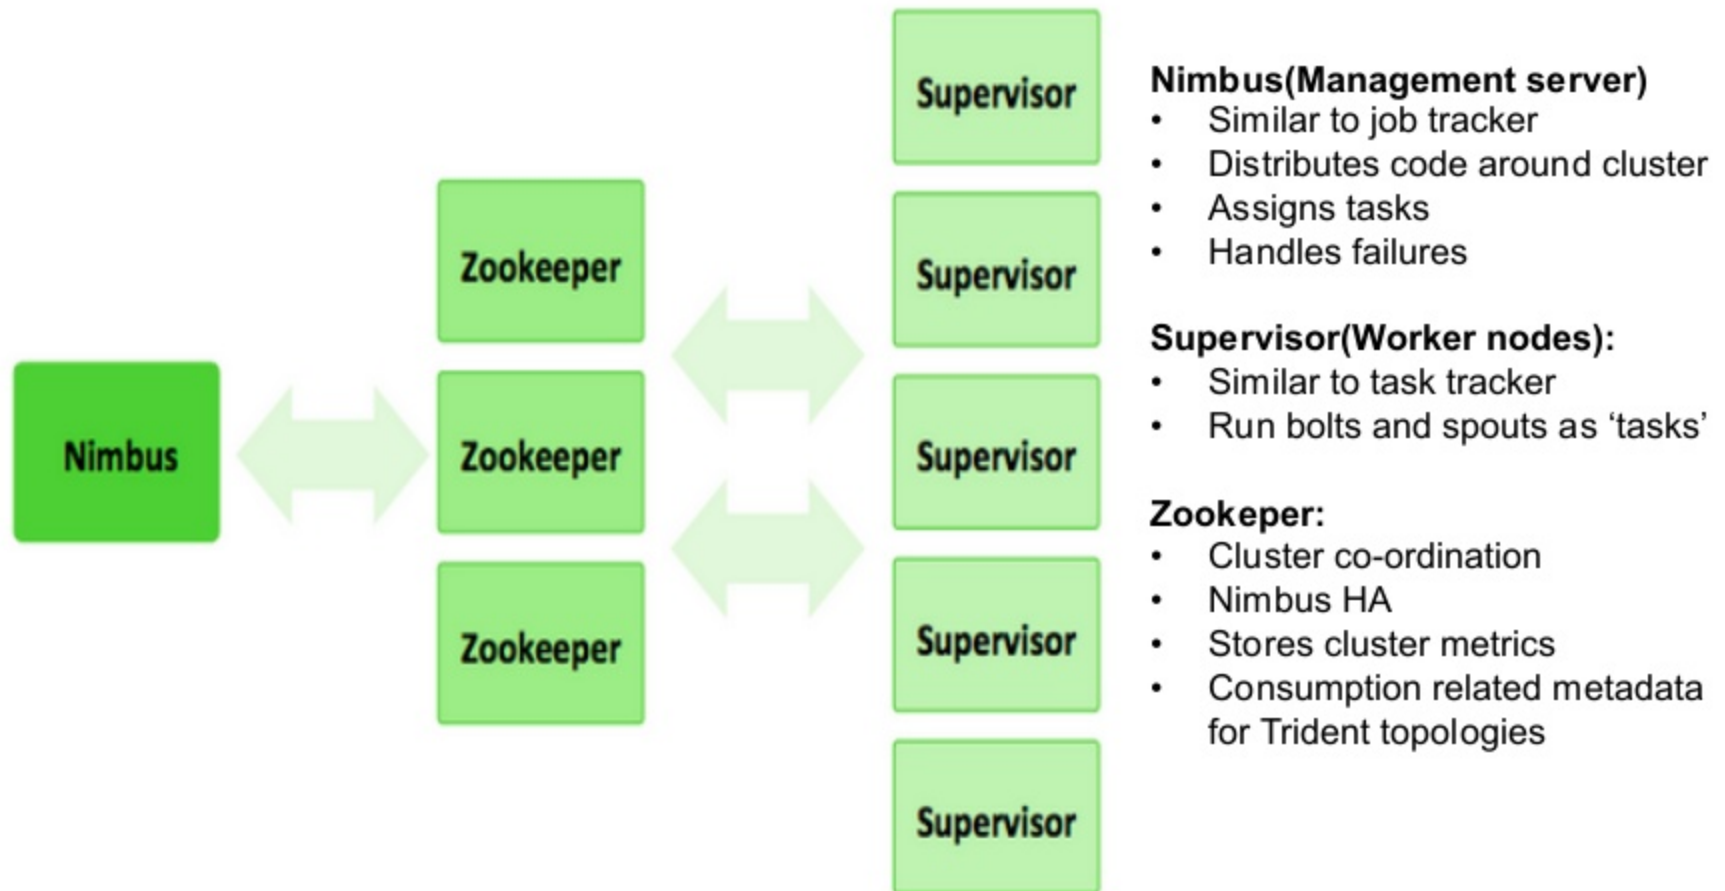 Nimbus
Zookeeper
Zookeeper
Zookeeper
Supervisor
Supervisor
Supervisor
Supervisor
Supervisor
Nimbus(Management server)
• Similar to job tracker
• Distributes code around cluster
• Assigns tasks
• Handles failures
Supervisor(Worker nodes):
• Similar to task tracker
• Run bolts and spouts as ‘tasks’
Zookeper:
• Cluster co-ordination
• Nimbus HA
• Stores cluster metrics
• Consumption related metadata
for Trident topologies